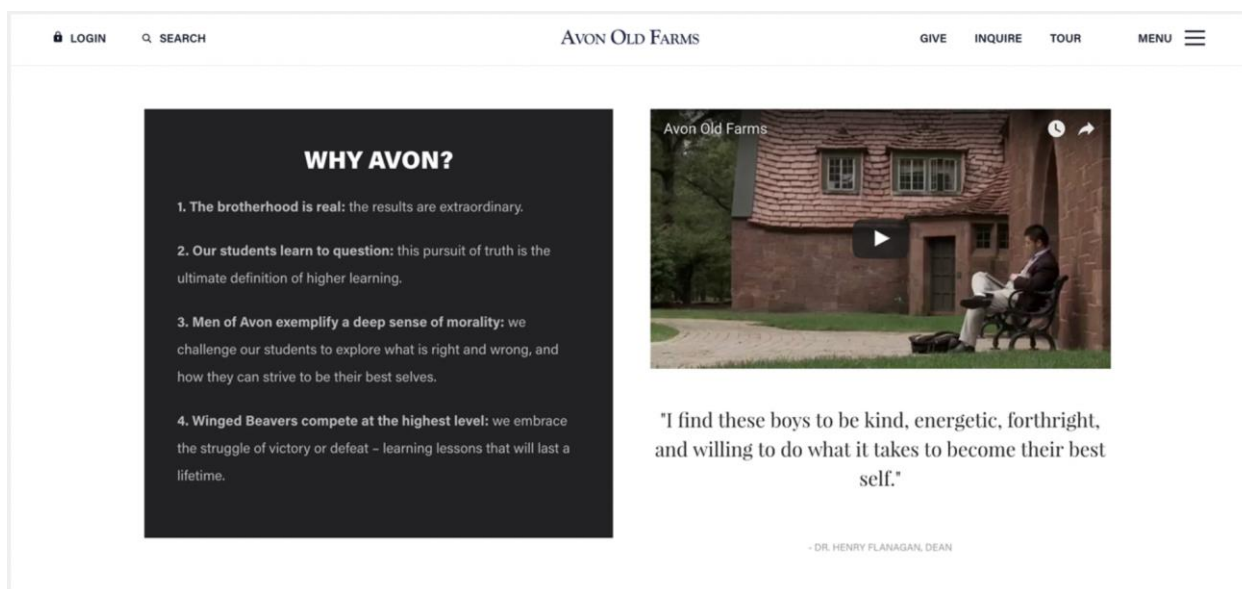 LOGIN SEARCH AVON OLD FARMS GIVE INQUIRE TOUR MENU
WHY AVON?
1. The brotherhood is real: the results are extraordinary.
2. Our students learn to question: this pursuit of truth is the
ultimate definition of higher learning.
3. Men of Avon exemplify a deep sense of morality: we
challenge our students to explore what is right and wrong, and
how they can strive to be their best selves.
4. Winged Beavers compete at the highest level: we embrace
the struggle of victory or defeat – learning lessons that will last a
lifetime.
Avon Old Farms
"I find these boys to be kind, energetic, forthright,
and willing to do what it takes to become their best
self."
- DR. HENRY FLANAGAN, DEAN